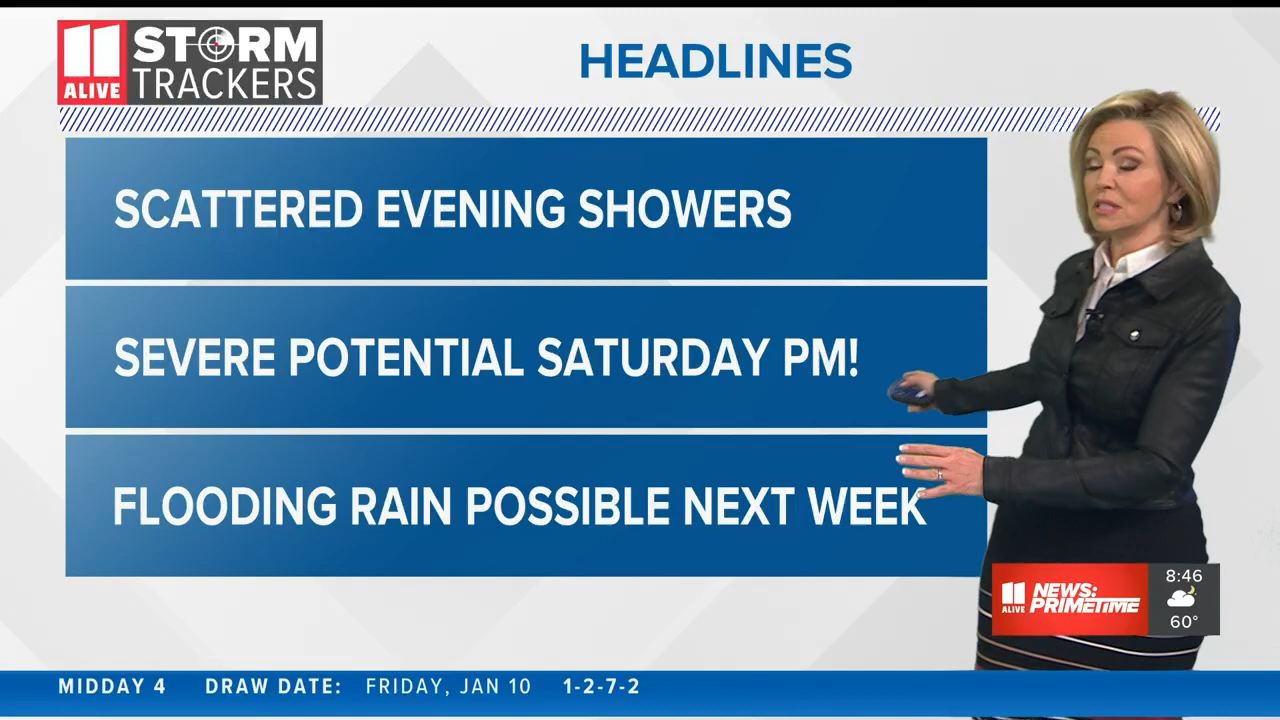 11 ALIVE STORM TRACKERS
HEADLINES
SCATTERED EVENING SHOWERS
SEVERE POTENTIAL SATURDAY PM!
FLOODING RAIN POSSIBLE NEXT WEEK
11 ALIVE NEWS: PRIMETIME
8:46
60°
MIDDAY 4 DRAW DATE: FRIDAY, JAN 10 1-2-7-2